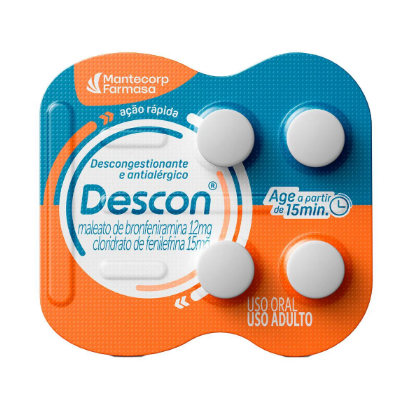 Mantecorp
Farmasa
ação rápida
Descongestionante
e antialérgico
Descon®
maleato de bronfeniramina 12mg
cloridrato de fenilefrina 15mg
Age a partir
de 15min.
USO ORAL
USO ADULTO